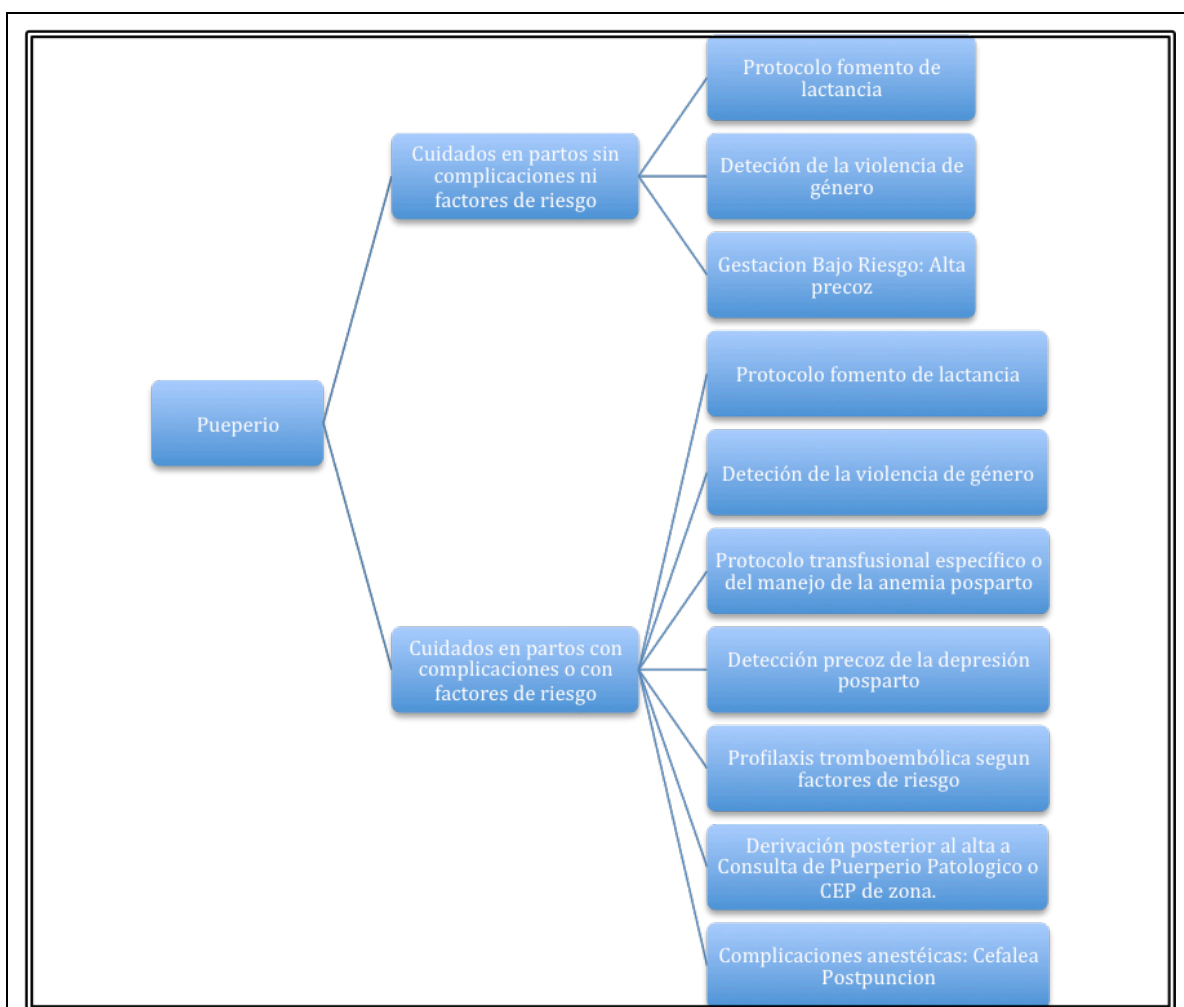 Protocolo fomento de
lactancia
Cuidados en partos sin
complicaciones ni
factores de riesgo
Deteción de la violencia de
género
Gestacion Bajo Riesgo: Alta
precoz
Pueperio
Protocolo fomento de lactancia
Deteción de la violencia de género
Protocolo transfusional específico o
del manejo de la anemia posparto
Cuidados en partos con
complicaciones o con
factores de riesgo
Detección precoz de la depresión
posparto
Profilaxis tromboembólica segun
factores de riesgo
Derivación posterior al alta a
Consulta de Puerperio Patologico o
CEP de zona.
Complicaciones anestéicas: Cefalea
Postpuncion